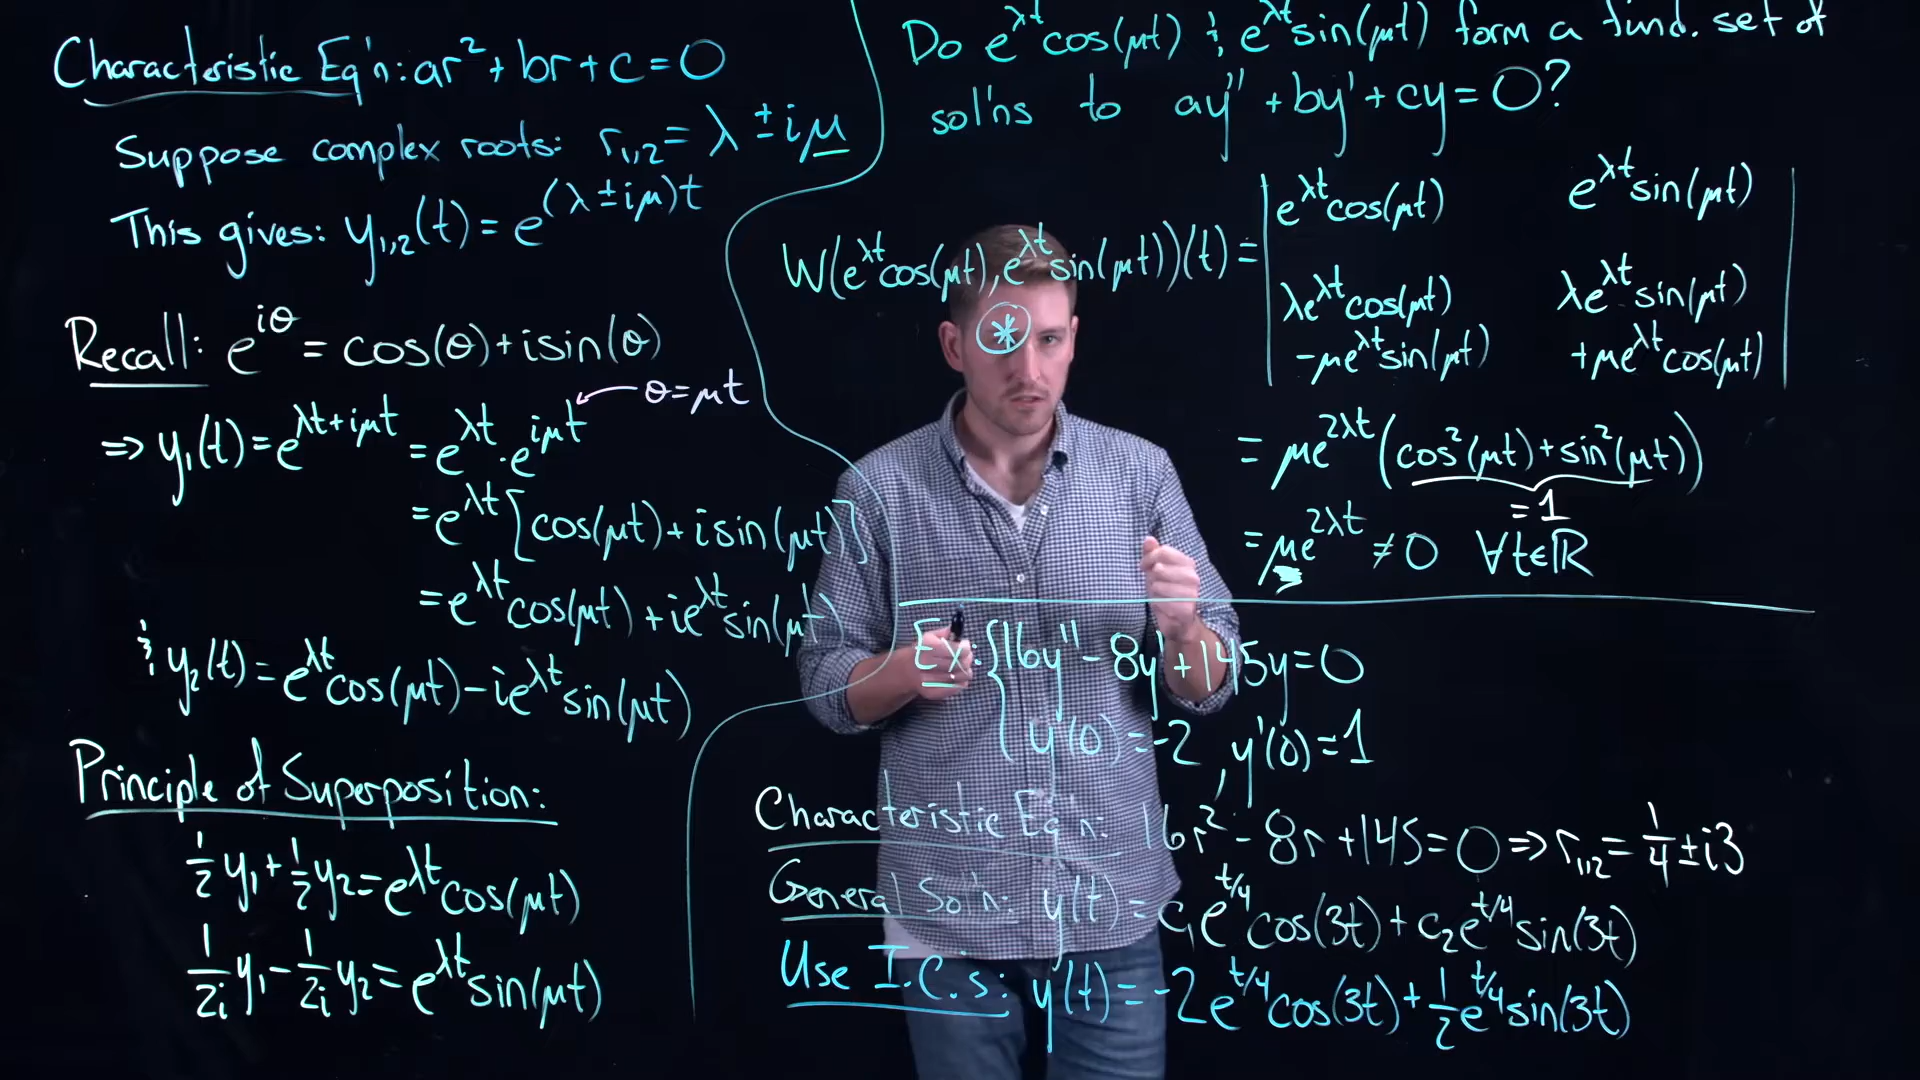 Characteristic Eq'n: ar² + br + c = 0
Suppose complex roots: r₁,₂ = λ ± iμ
This gives: y₁,₂(t) = e^(λ ± iμ)t
Recall: e^iθ = cos(θ) + isin(θ)
θ = μt
⇒ y₁(t) = e^λt+iμt = e^λt · e^iμt
= e^λt [cos(μt) + isin(μt)]
= e^λt cos(μt) + ie^λt sin(μt)
& y₂(t) = e^λt cos(μt) − ie^λt sin(μt)
Principle of Superposition:
1/2 y₁ + 1/2 y₂ = e^λt cos(μt)
1/2i y₁ − 1/2i y₂ = e^λt sin(μt)
Do e^λt cos(μt) & e^λt sin(μt) form a fund. set of
sol'ns to ay'' + by' + cy = 0?
W(e^λt cos(μt), e^λt sin(μt))(t) = | e^λt cos(μt) e^λt sin(μt) |
*
λe^λt cos(μt) λe^λt sin(μt)
−μe^λt sin(μt) +μe^λt cos(μt)
= μe^2λt (cos²(μt) + sin²(μt))
= 1
= μe^2λt ≠ 0 ∀t∈ℝ
Ex: { 16y'' − 8y' + 145y = 0
y(0) = -2, y'(0) = 1
Characteristic Eq'n: 16r² − 8r + 145 = 0 ⇒ r₁,₂ = 1/4 ± i3
General Sol'n: y(t) = c₁e^t/4 cos(3t) + c₂e^t/4 sin(3t)
Use I.C.'s: y(t) = -2e^t/4 cos(3t) + 1/2 e^t/4 sin(3t)